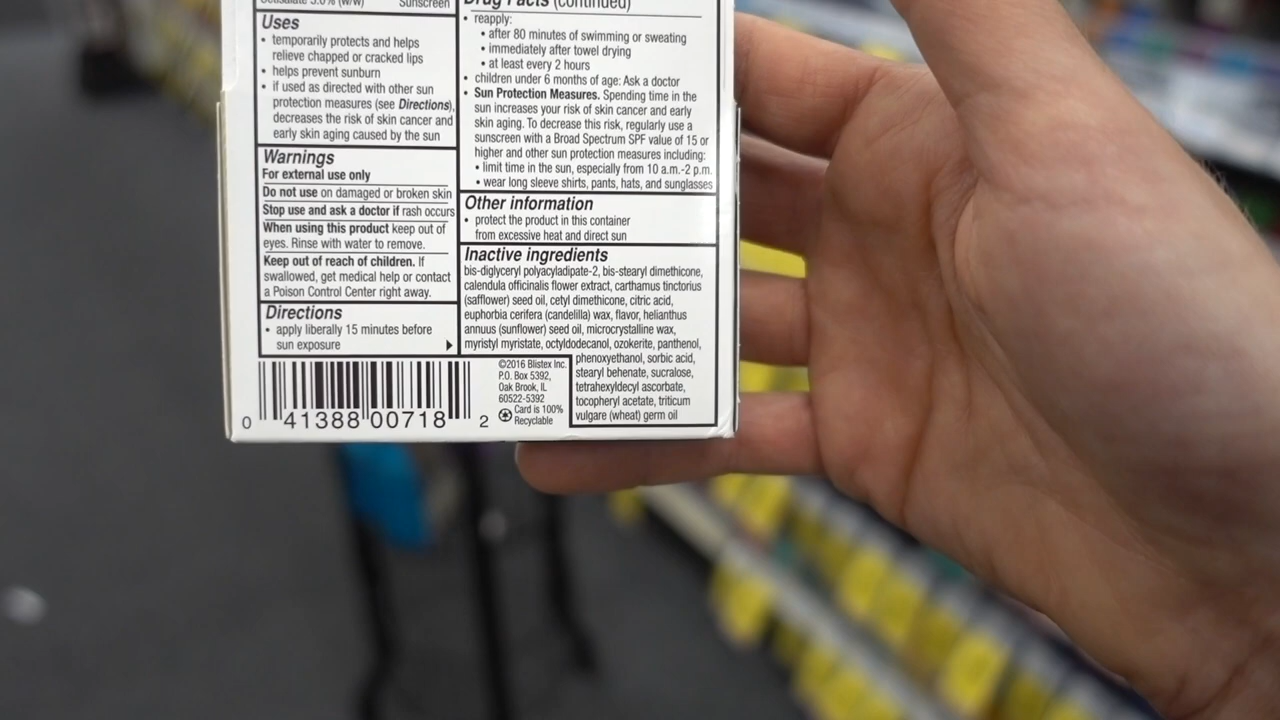 Octisalate 5.0% (w/w) Sunscreen
Uses
• temporarily protects and helps
relieve chapped or cracked lips
• helps prevent sunburn
• if used as directed with other sun
protection measures (see Directions),
decreases the risk of skin cancer and
early skin aging caused by the sun
Warnings
For external use only
Do not use on damaged or broken skin
Stop use and ask a doctor if rash occurs
When using this product keep out of
eyes. Rinse with water to remove.
Keep out of reach of children. If
swallowed, get medical help or contact
a Poison Control Center right away.
Directions
• apply liberally 15 minutes before
sun exposure
Drug Facts (continued)
• reapply:
• after 80 minutes of swimming or sweating
• immediately after towel drying
• at least every 2 hours
• children under 6 months of age: Ask a doctor
• Sun Protection Measures. Spending time in the
sun increases your risk of skin cancer and early
skin aging. To decrease this risk, regularly use a
sunscreen with a Broad Spectrum SPF value of 15 or
higher and other sun protection measures including:
• limit time in the sun, especially from 10 a.m.-2 p.m.
• wear long sleeve shirts, pants, hats, and sunglasses
Other information
• protect the product in this container
from excessive heat and direct sun
Inactive ingredients
bis-diglyceryl polyacyladipate-2, bis-stearyl dimethicone,
calendula officinalis flower extract, carthamus tinctorius
(safflower) seed oil, cetyl dimethicone, citric acid,
euphorbia cerifera (candelilla) wax, flavor, helianthus
annuus (sunflower) seed oil, microcrystalline wax,
myristyl myristate, octyldodecanol, ozokerite, panthenol,
phenoxyethanol, sorbic acid,
stearyl behenate, sucralose,
tetrahexyldecyl ascorbate,
tocopheryl acetate, triticum
vulgare (wheat) germ oil
©2016 Blistex Inc.
P.O. Box 5392,
Oak Brook, IL
60522-5392
Card is 100%
Recyclable
0 41388 00718 2